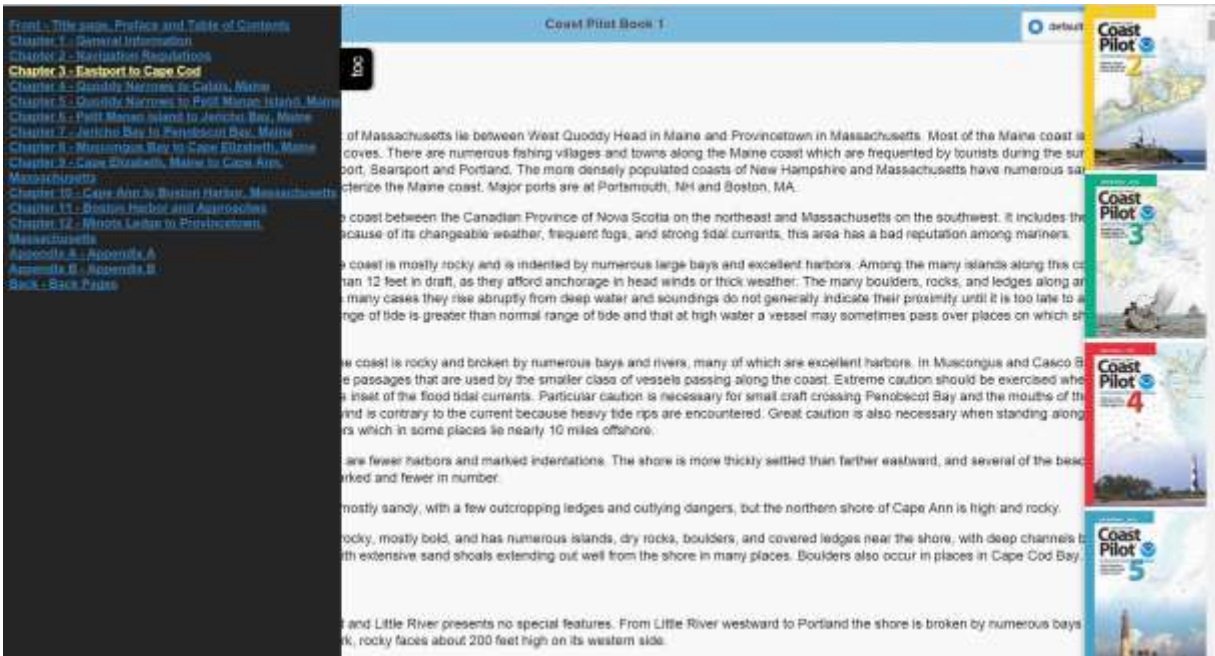 Coast Pilot Book 1
default
Front - Title page, Preface and Table of Contents
Chapter 1 - General Information
Chapter 2 - Navigation Regulations
Chapter 3 - Eastport to Cape Cod
Chapter 4 - Quoddy Narrows to Calais, Maine
Chapter 5 - Quoddy Narrows to Petit Manan Island, Maine
Chapter 6 - Petit Manan Island to Jericho Bay, Maine
Chapter 7 - Jericho Bay to Penobscot Bay, Maine
Chapter 8 - Muscongus Bay to Cape Elizabeth, Maine
Chapter 9 - Cape Elizabeth, Maine to Cape Ann,
Massachusetts
Chapter 10 - Cape Ann to Boston Harbor, Massachusetts
Chapter 11 - Boston Harbor and Approaches
Chapter 12 - Minots Ledge to Provincetown,
Massachusetts
Appendix A - Appendix A
Appendix B - Appendix B
Back - Back Pages
toc
of Massachusetts lie between West Quoddy Head in Maine and Provincetown in Massachusetts. Most of the Maine coast is
coves. There are numerous fishing villages and towns along the Maine coast which are frequented by tourists during the sum
port, Searsport and Portland. The more densely populated coasts of New Hampshire and Massachusetts have numerous sa
cterize the Maine coast. Major ports are at Portsmouth, NH and Boston, MA.
e coast between the Canadian Province of Nova Scotia on the northeast and Massachusetts on the southwest. It includes the
ecause of its changeable weather, frequent fogs, and strong tidal currents, this area has a bad reputation among mariners.
e coast is mostly rocky and is indented by numerous large bays and excellent harbors. Among the many islands along this co
han 12 feet in draft, as they afford anchorage in head winds or thick weather. The many boulders, rocks, and ledges along
many cases they rise abruptly from deep water and soundings do not generally indicate their proximity until it is too late to a
nge of tide is greater than normal range of tide and that at high water a vessel may sometimes pass over places on which sh
e coast is rocky and broken by numerous bays and rivers, many of which are excellent harbors. In Muscongus and Casco B
e passages that are used by the smaller class of vessels passing along the coast. Extreme caution should be exercised whe
inset of the flood tidal currents. Particular caution is necessary for small craft crossing Penobscot Bay and the mouths of the
wind is contrary to the current because heavy tide rips are encountered. Great caution is also necessary when standing along
rs which in some places lie nearly 10 miles offshore.
are fewer harbors and marked indentations. The shore is more thickly settled than farther eastward, and several of the beac
arked and fewer in number.
mostly sandy, with a few outcropping ledges and outlying dangers, but the northern shore of Cape Ann is high and rocky.
rocky, mostly bold, and has numerous islands, dry rocks, boulders, and covered ledges near the shore, with deep channels b
ith extensive sand shoals extending out well from the shore in many places. Boulders also occur in places in Cape Cod Bay.
t and Little River presents no special features. From Little River westward to Portland the shore is broken by numerous bays
rk, rocky faces about 200 feet high on its western side.
Coast
Pilot
2
Coast
Pilot
3
Coast
Pilot
4
Coast
Pilot
5